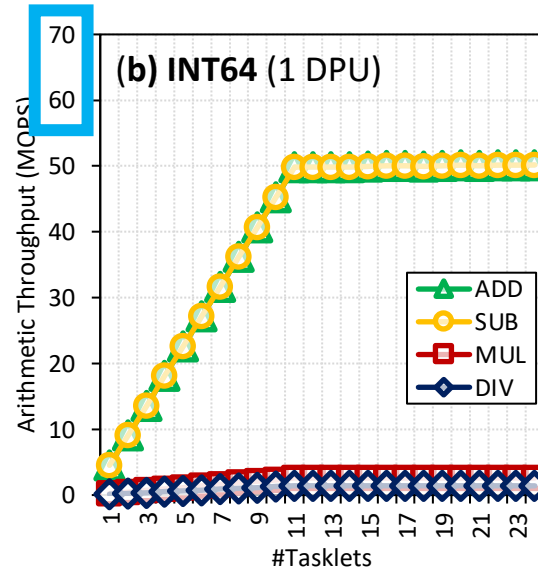 (b) INT64 (1 DPU)
Arithmetic Throughput (MOPS)
70
60
50
40
30
20
10
0
ADD
SUB
MUL
DIV
1 3 5 7 9 11 13 15 17 19 21 23
#Tasklets